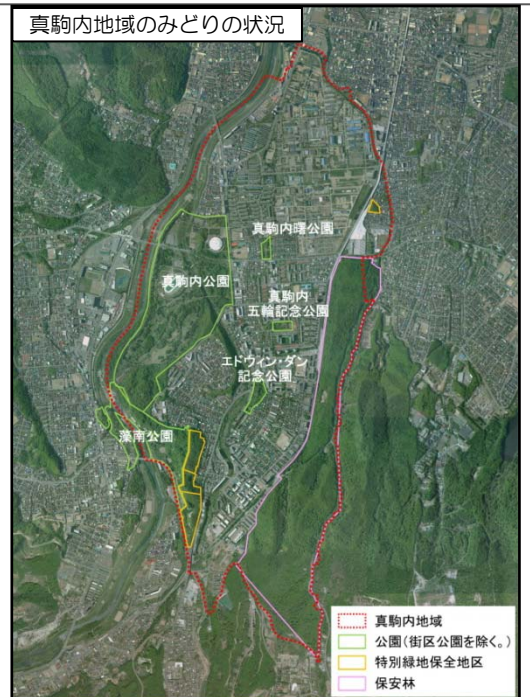 真駒内地域のみどりの状況
真駒内曙公園
真駒内公園
真駒内
五輪記念公園
エドウィン・ダン
記念公園
藻南公園
真駒内地域
公園(街区公園を除く。)
特別緑地保全地区
保安林